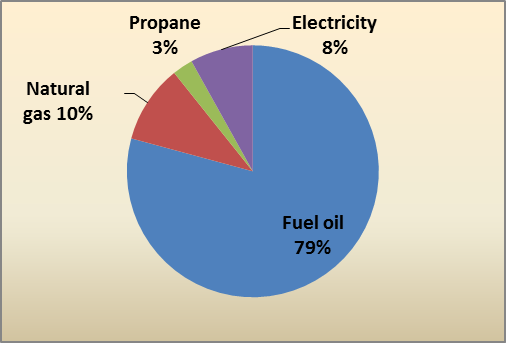 Propane
3%
Electricity
8%
Natural
gas 10%
Fuel oil
79%